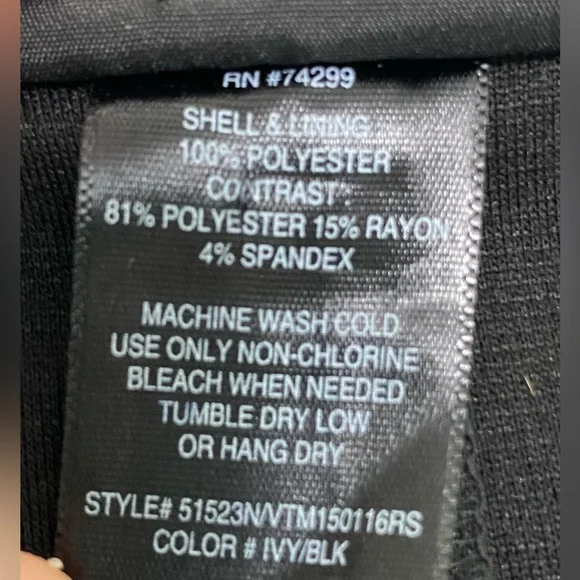 RN #74299
SHELL & LINING
100% POLYESTER
CONTRAST:
81% POLYESTER 15% RAYON
4% SPANDEX
MACHINE WASH COLD
USE ONLY NON-CHLORINE
BLEACH WHEN NEEDED
TUMBLE DRY LOW
OR HANG DRY
STYLE# 51523N/VTM150116RS
COLOR # IVY/BLK